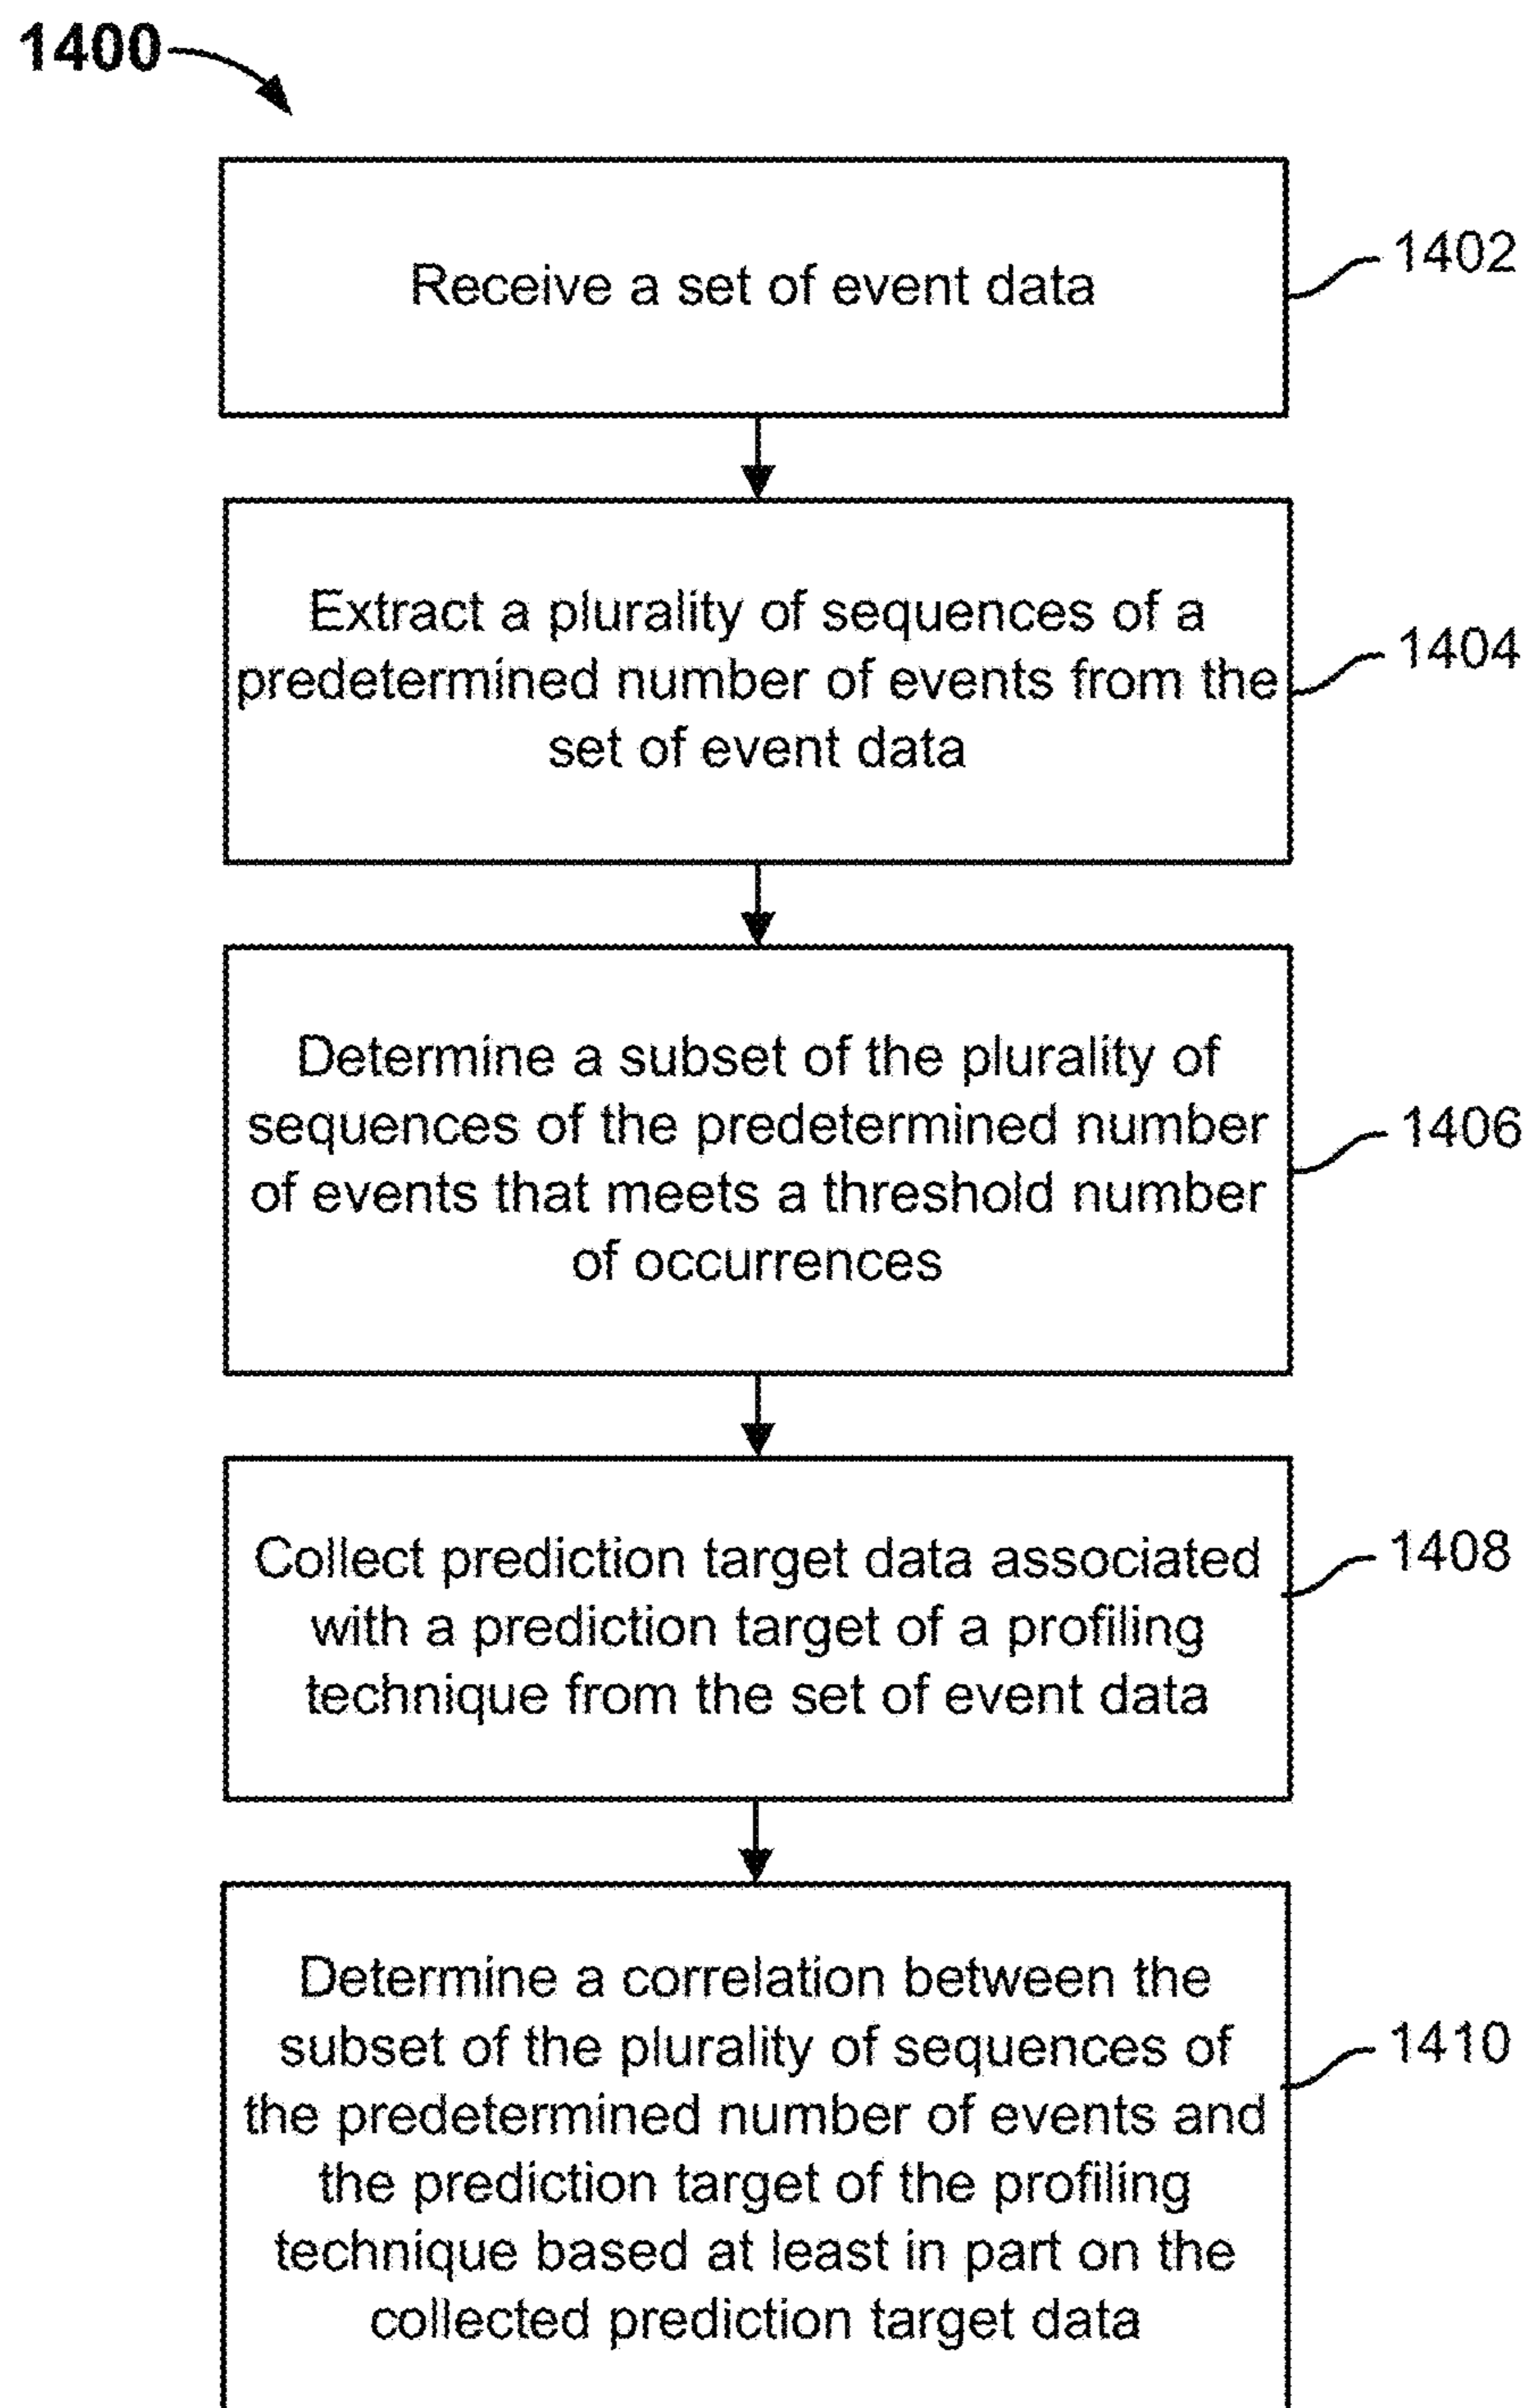 1400
Receive a set of event data
1402
Extract a plurality of sequences of a
predetermined number of events from the
set of event data
1404
Determine a subset of the plurality of
sequences of the predetermined number
of events that meets a threshold number
of occurrences
1406
Collect prediction target data associated
with a prediction target of a profiling
technique from the set of event data
1408
Determine a correlation between the
subset of the plurality of sequences of
the predetermined number of events and
the prediction target of the profiling
technique based at least in part on the
collected prediction target data
1410